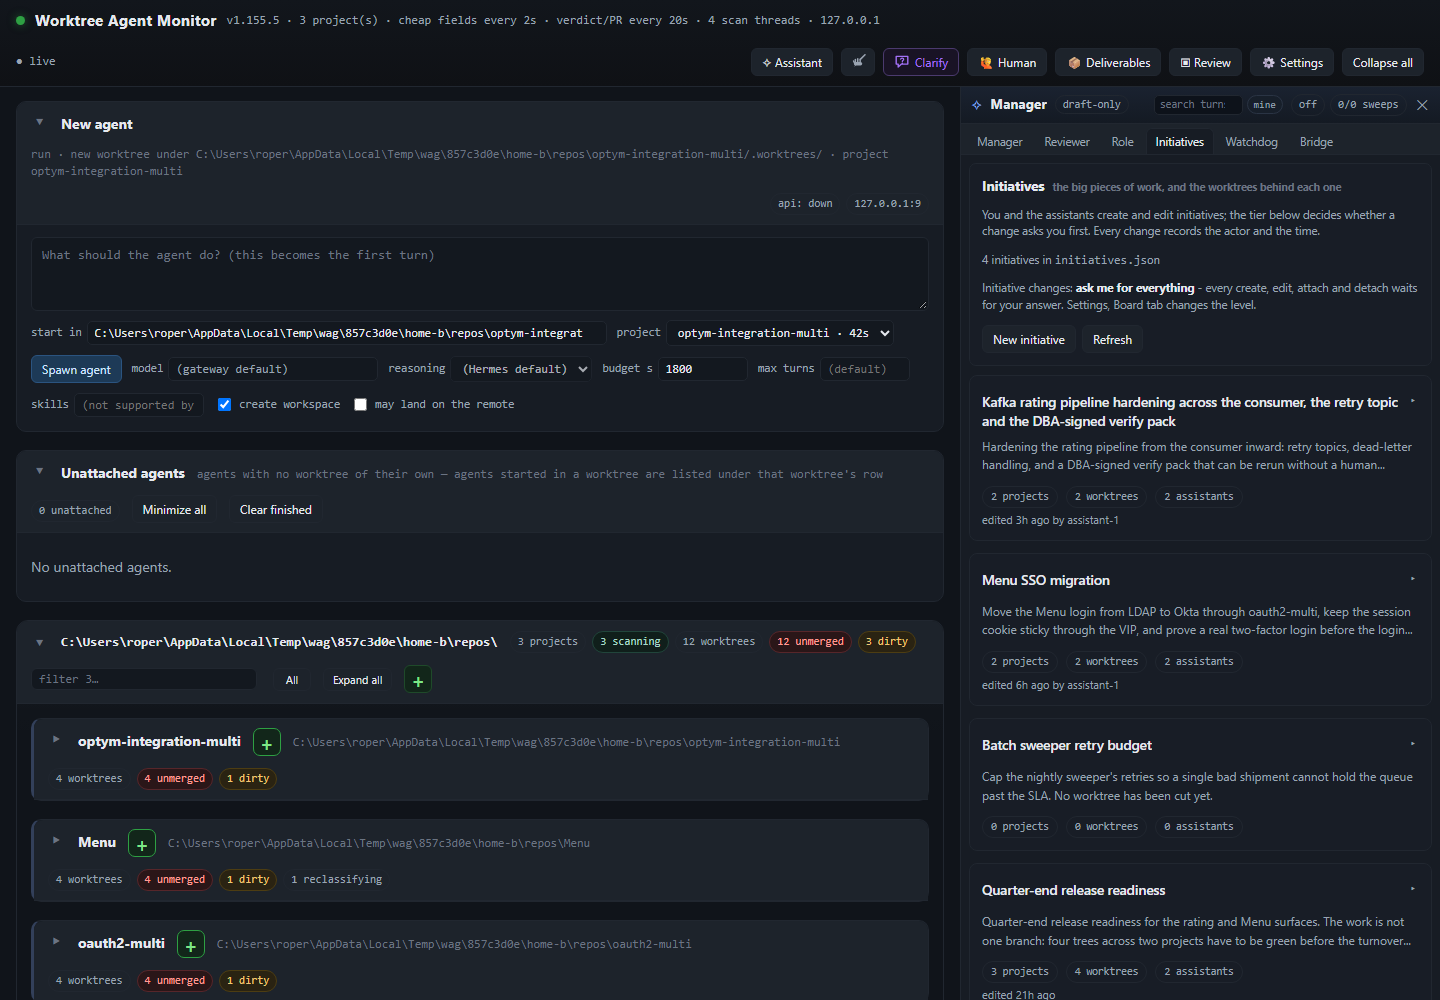 Worktree Agent Monitor v1.155.5 · 3 project(s) · cheap fields every 2s · verdict/PR every 20s · 4 scan threads · 127.0.0.1
live
Assistant
Clarify
Human
Deliverables
Review
Settings
Collapse all
New agent
run · new worktree under C:\Users\roper\AppData\Local\Temp\wag\857c3d0e\home-b\repos\optym-integration-multi/.worktrees/ · project
optym-integration-multi
api: down 127.0.0.1:9
What should the agent do? (this becomes the first turn)
start in C:\Users\roper\AppData\Local\Temp\wag\857c3d0e\home-b\repos\optym-integrat project optym-integration-multi · 42s
Spawn agent model (gateway default) reasoning (Hermes default) budget s 1800 max turns (default)
skills (not supported by create workspace may land on the remote
Unattached agents agents with no worktree of their own — agents started in a worktree are listed under that worktree's row
0 unattached Minimize all Clear finished
No unattached agents.
C:\Users\roper\AppData\Local\Temp\wag\857c3d0e\home-b\repos\ 3 projects 3 scanning 12 worktrees 12 unmerged 3 dirty
filter 3… All Expand all +
optym-integration-multi + C:\Users\roper\AppData\Local\Temp\wag\857c3d0e\home-b\repos\optym-integration-multi
4 worktrees 4 unmerged 1 dirty
Menu + C:\Users\roper\AppData\Local\Temp\wag\857c3d0e\home-b\repos\Menu
4 worktrees 4 unmerged 1 dirty 1 reclassifying
oauth2-multi + C:\Users\roper\AppData\Local\Temp\wag\857c3d0e\home-b\repos\oauth2-multi
4 worktrees 4 unmerged 1 dirty
Manager draft-only search turn: mine off 0/0 sweeps
Manager Reviewer Role Initiatives Watchdog Bridge
Initiatives the big pieces of work, and the worktrees behind each one
You and the assistants create and edit initiatives; the tier below decides whether a
change asks you first. Every change records the actor and the time.
4 initiatives in initiatives.json
Initiative changes: ask me for everything - every create, edit, attach and detach waits
for your answer. Settings, Board tab changes the level.
New initiative Refresh
Kafka rating pipeline hardening across the consumer, the retry topic
and the DBA-signed verify pack
Hardening the rating pipeline from the consumer inward: retry topics, dead-letter
handling, and a DBA-signed verify pack that can be rerun without a human…
2 projects 2 worktrees 2 assistants
edited 3h ago by assistant-1
Menu SSO migration
Move the Menu login from LDAP to Okta through oauth2-multi, keep the session
cookie sticky through the VIP, and prove a real two-factor login before the login…
2 projects 2 worktrees 2 assistants
edited 6h ago by assistant-1
Batch sweeper retry budget
Cap the nightly sweeper's retries so a single bad shipment cannot hold the queue
past the SLA. No worktree has been cut yet.
0 projects 0 worktrees 0 assistants
Quarter-end release readiness
Quarter-end release readiness for the rating and Menu surfaces. The work is not
one branch: four trees across two projects have to be green before the turnover…
3 projects 4 worktrees 2 assistants
edited 21h ago